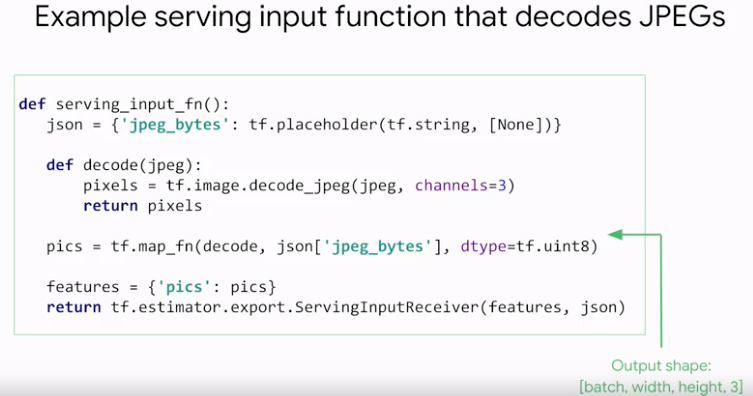 Example serving input function that decodes JPEGs
def serving_input_fn():
json = {'jpeg_bytes': tf.placeholder(tf.string, [None])}
def decode(jpeg):
pixels = tf.image.decode_jpeg(jpeg, channels=3)
return pixels
pics = tf.map_fn(decode, json['jpeg_bytes'], dtype=tf.uint8)
features = {'pics': pics}
return tf.estimator.export.ServingInputReceiver(features, json)
Output shape:
[batch, width, height, 3]